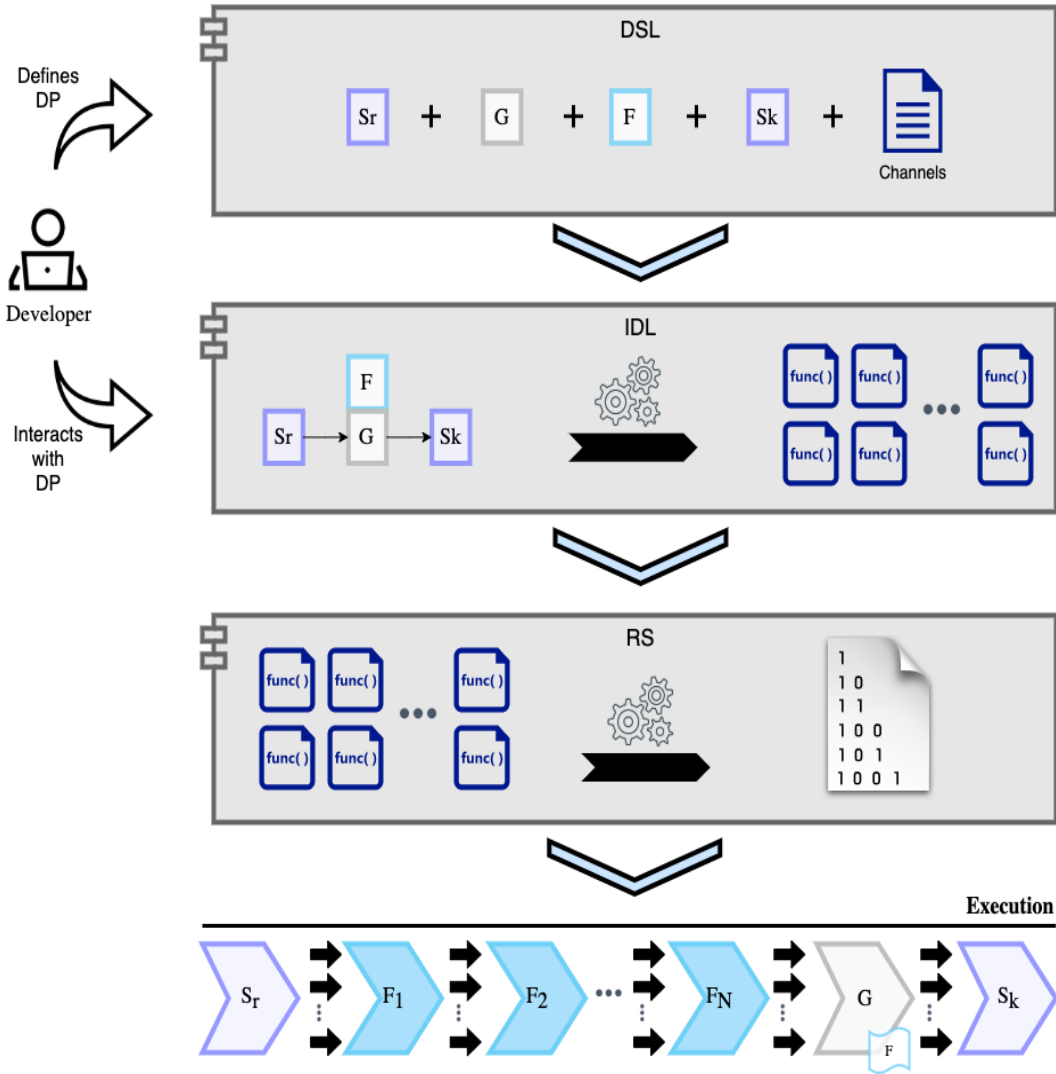 DSL
Defines
DP
Sr + G + F + Sk +
Channels
Developer
IDL
F
Sr G Sk
func( ) func( ) ••• func( )
func( ) func( ) func( )
Interacts
with
DP
RS
func( ) func( ) ••• func( )
func( ) func( ) func( )
1
1 0
1 1
1 0 0
1 0 1
1 0 0 1
Execution
Sr F1 F2 ••• FN G Sk
F